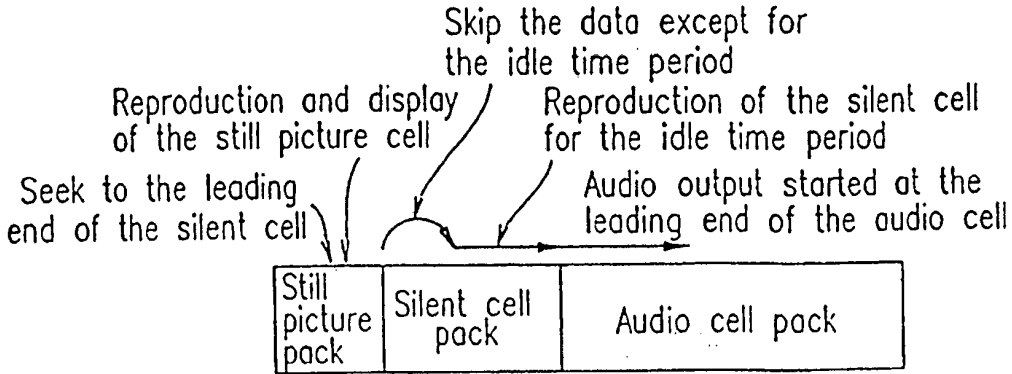 Skip the data except for
the idle time period
Reproduction and display
of the still picture cell
Reproduction of the silent cell
for the idle time period
Seek to the leading
end of the silent cell
Audio output started at the
leading end of the audio cell
Still
picture
pack
Silent cell
pack
Audio cell pack